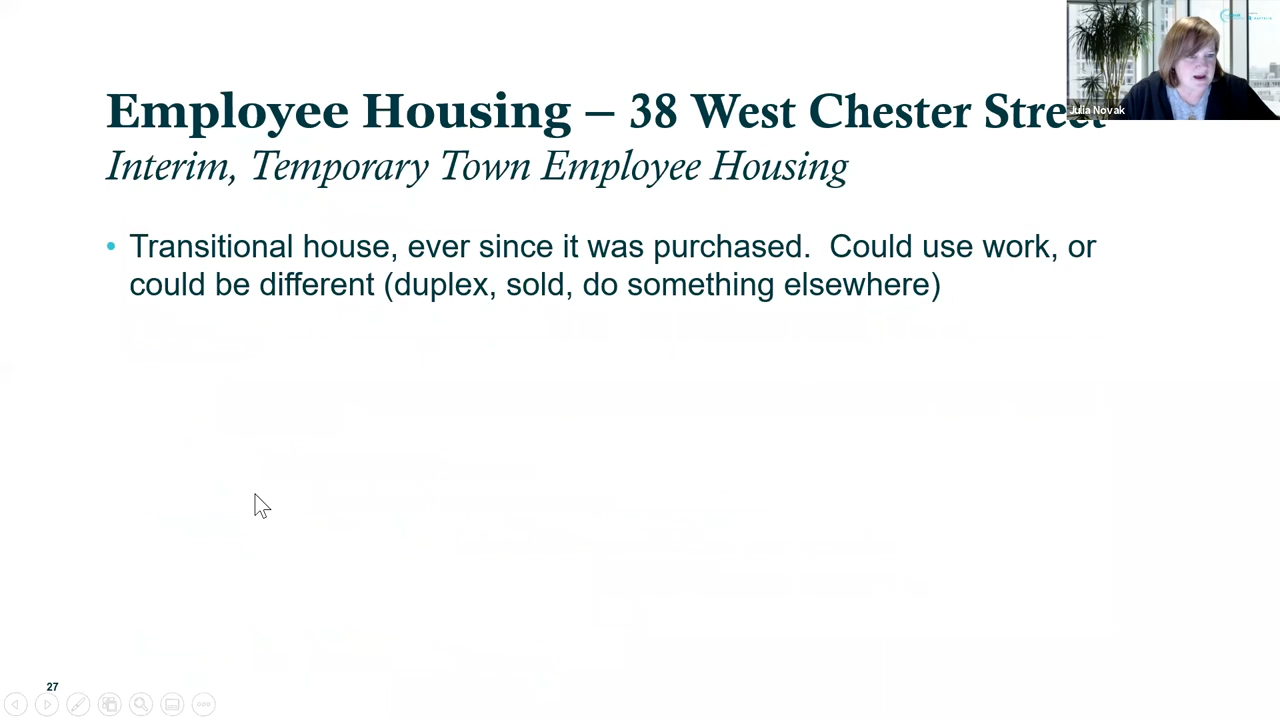 Employee Housing – 38 West Chester Street
Julia Novak
Interim, Temporary Town Employee Housing
• Transitional house, ever since it was purchased.  Could use work, or
could be different (duplex, sold, do something elsewhere)
27